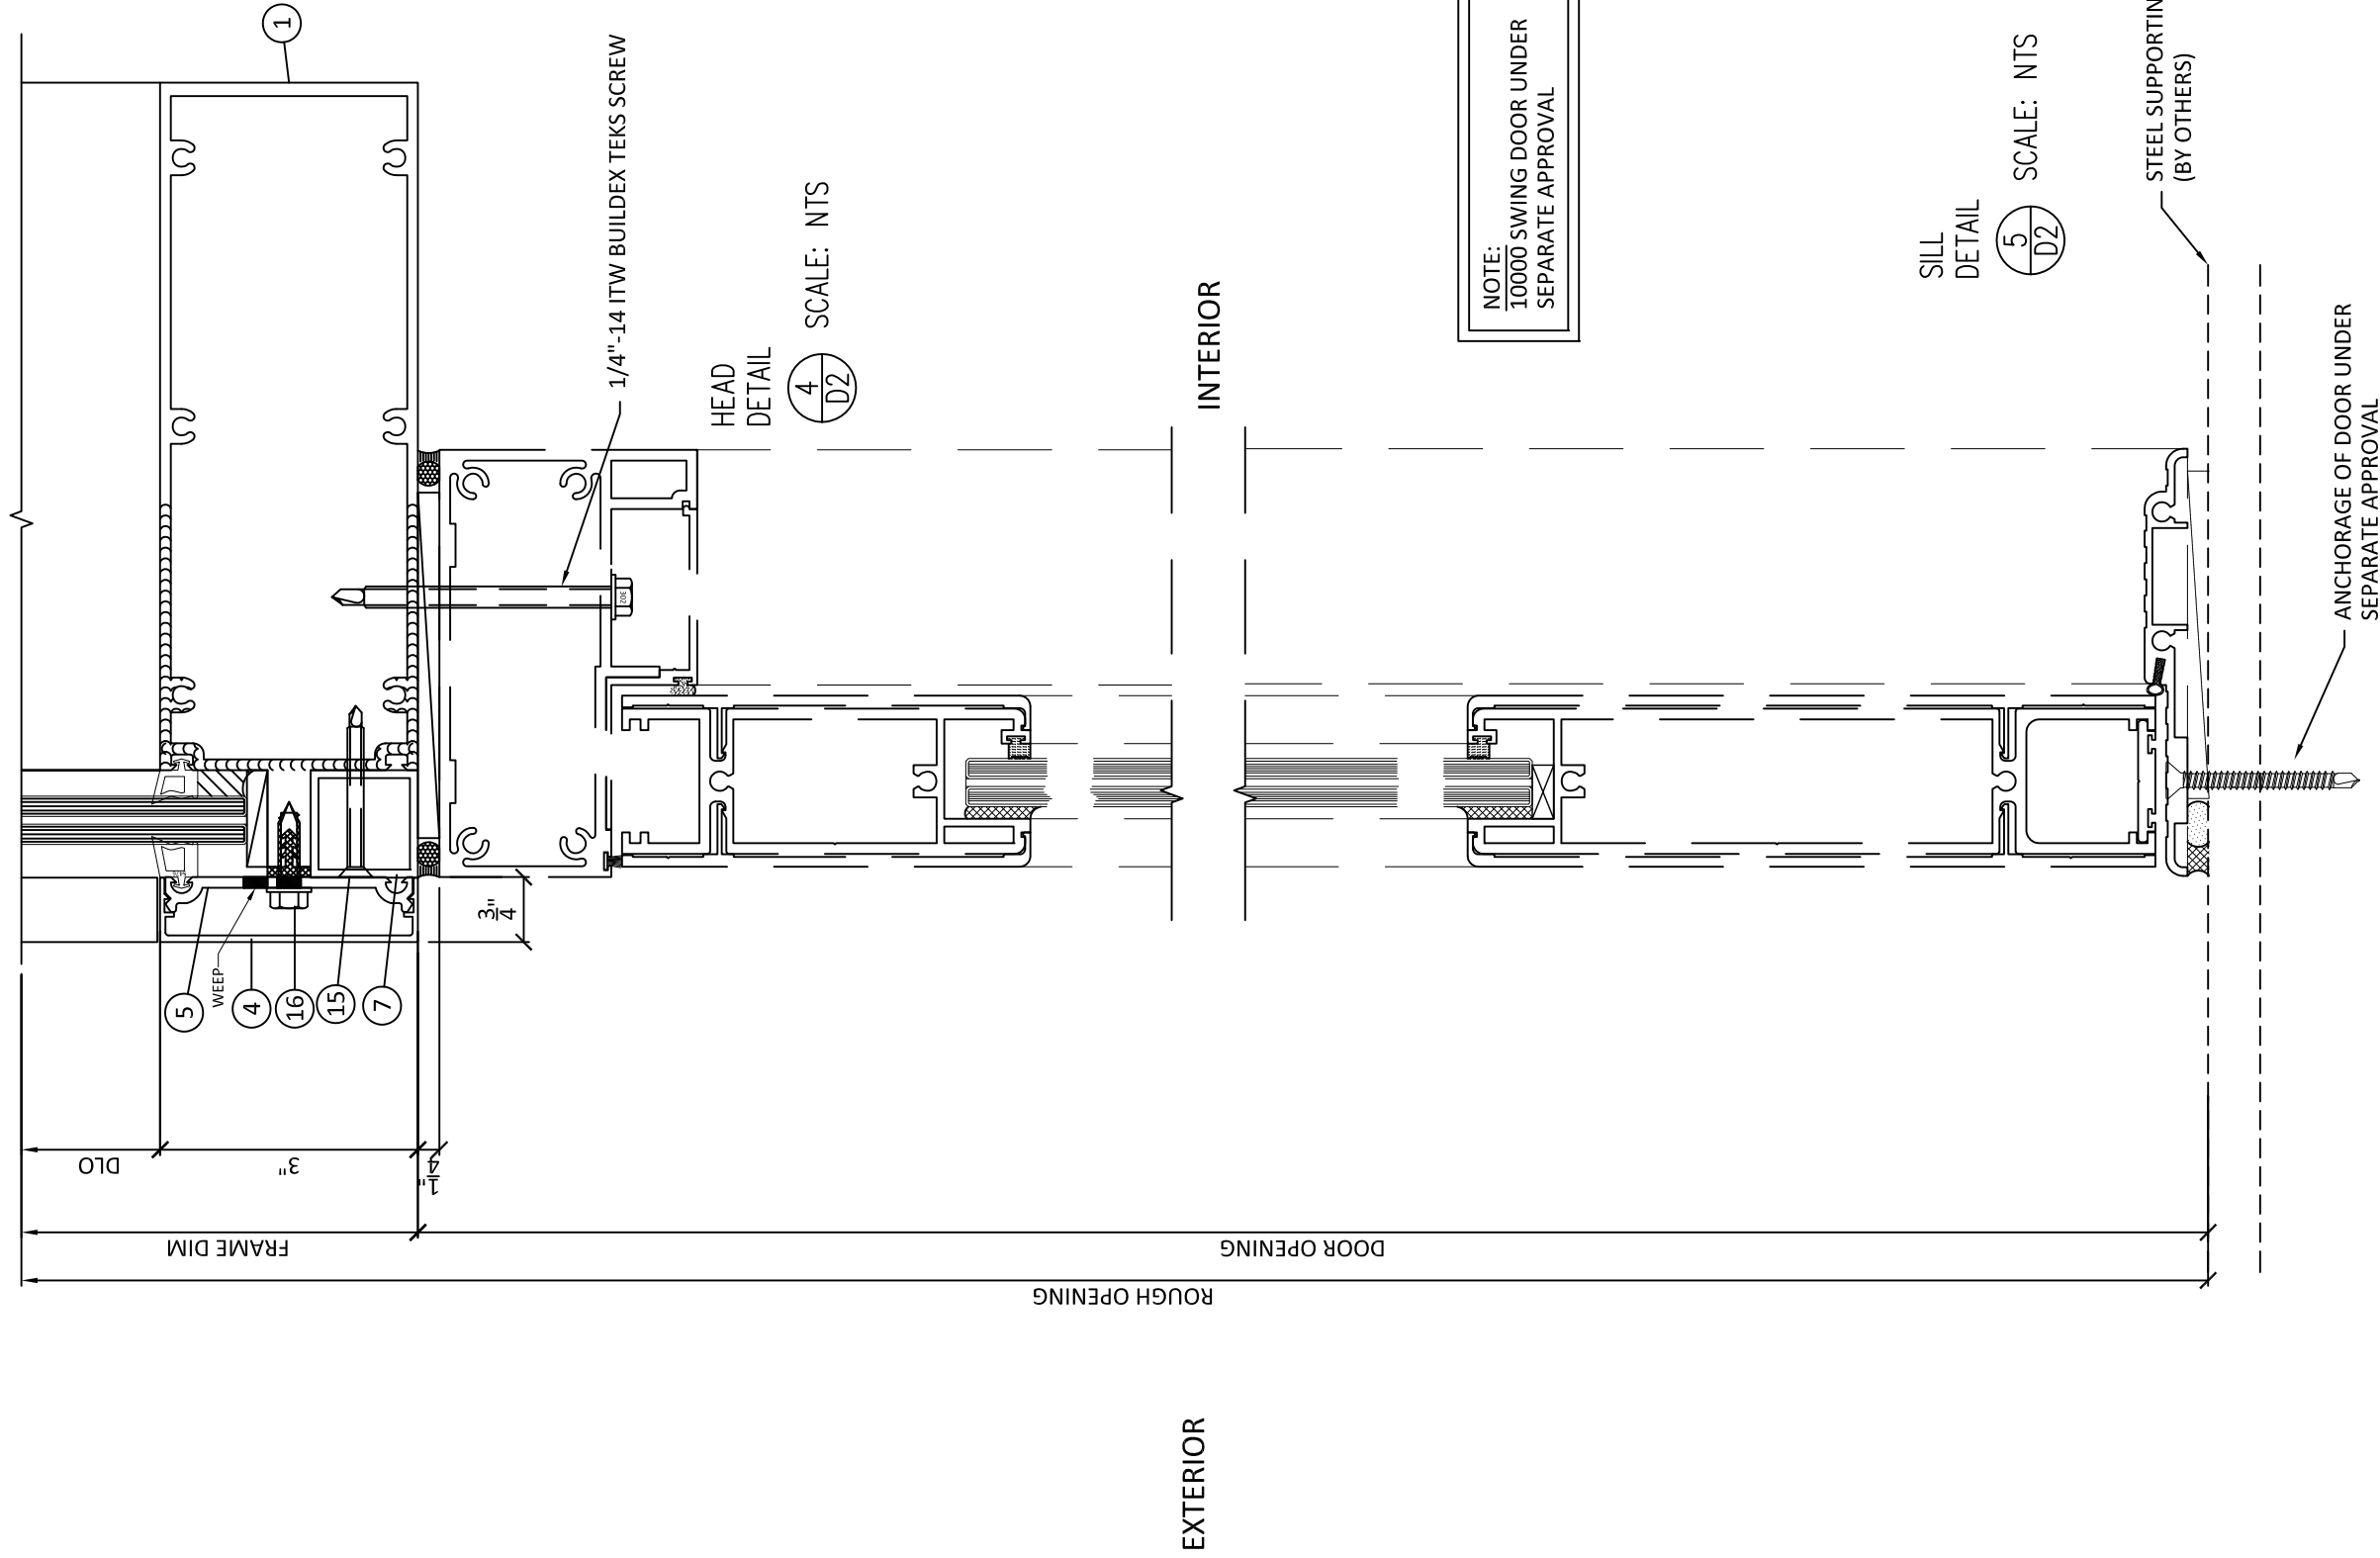 1
1/4"-14 ITW BUILDEX TEKS SCREW
HEAD
DETAIL
4
D2
SCALE: NTS
302
5
WEEP
4
16
15
7
3/4"
DLO
3"
1/4"
FRAME DIM
DOOR OPENING
ROUGH OPENING
INTERIOR
EXTERIOR
NOTE:
10000 SWING DOOR UNDER
SEPARATE APPROVAL
SILL
DETAIL
5
D2
SCALE: NTS
STEEL SUPPORTIN
(BY OTHERS)
ANCHORAGE OF DOOR UNDER
SEPARATE APPROVAL